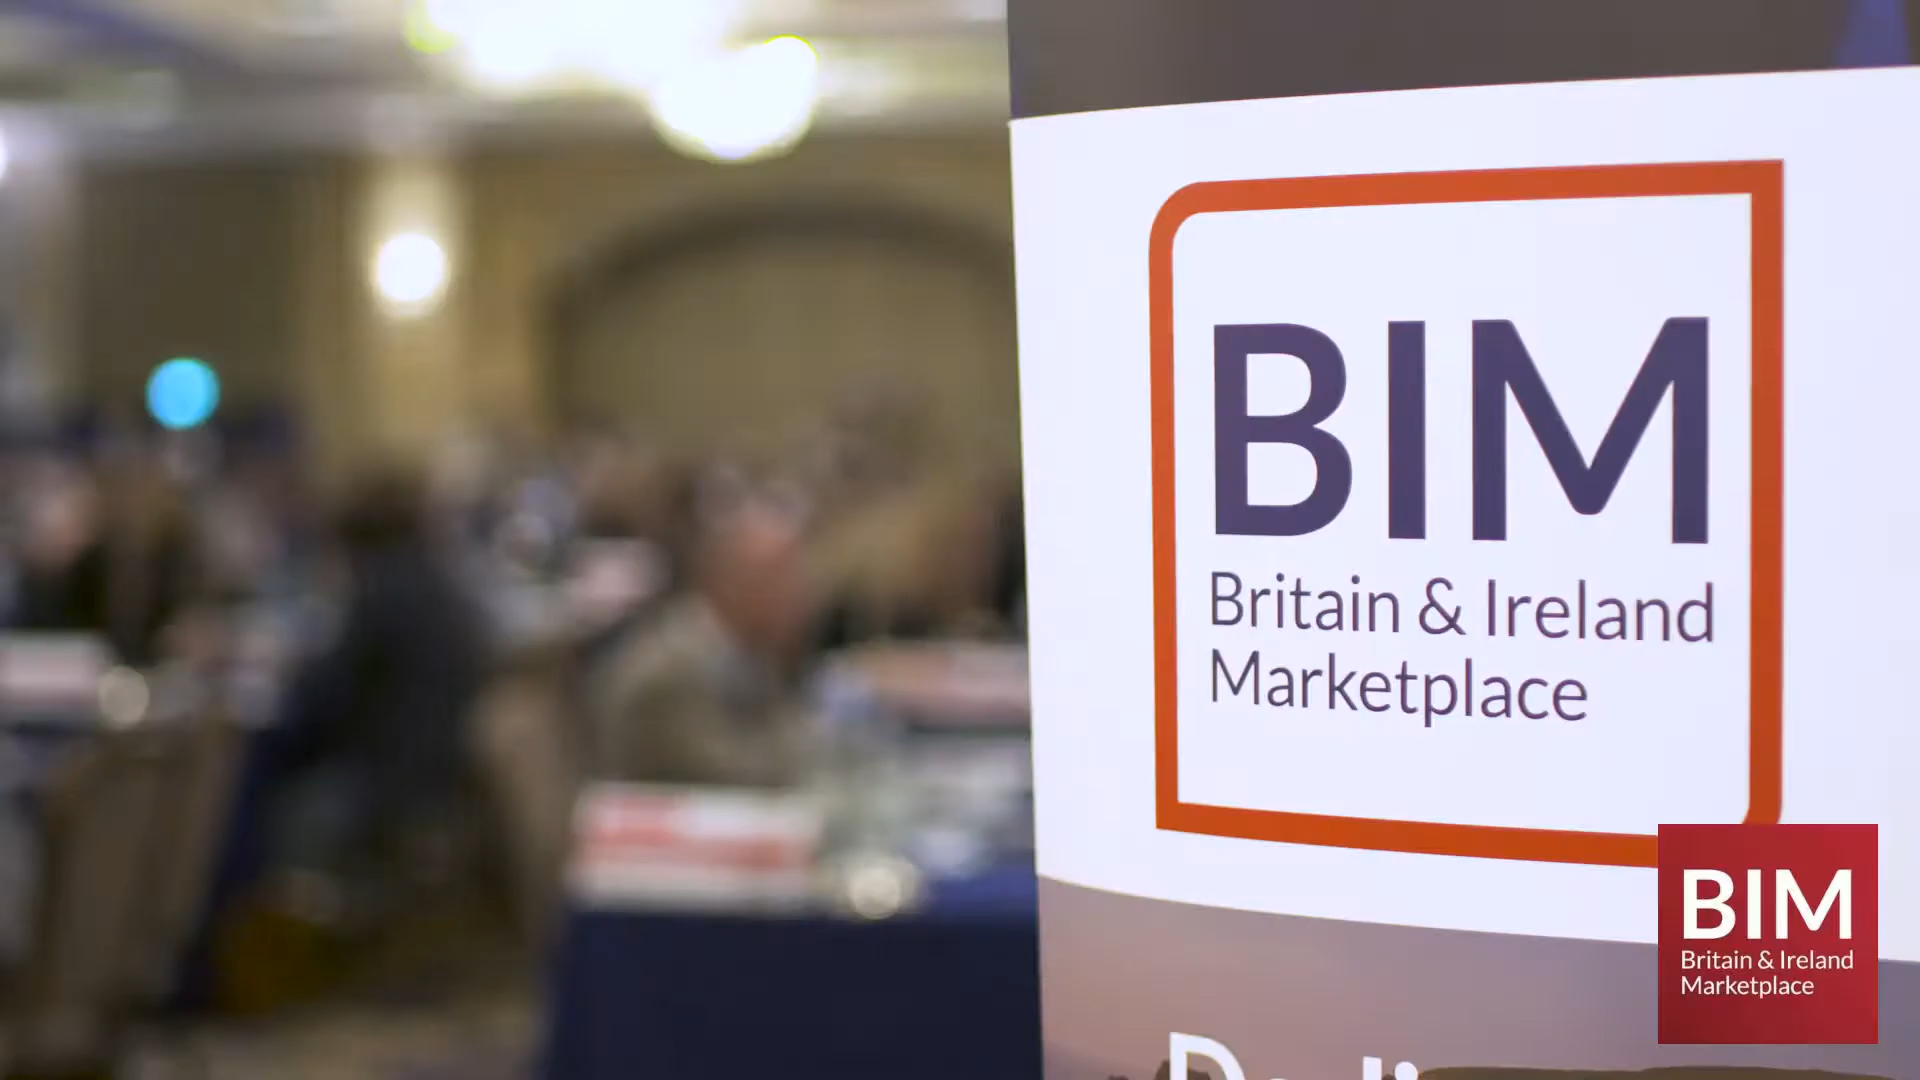 BIM
Britain & Ireland
Marketplace
BIM
Britain & Ireland
Marketplace